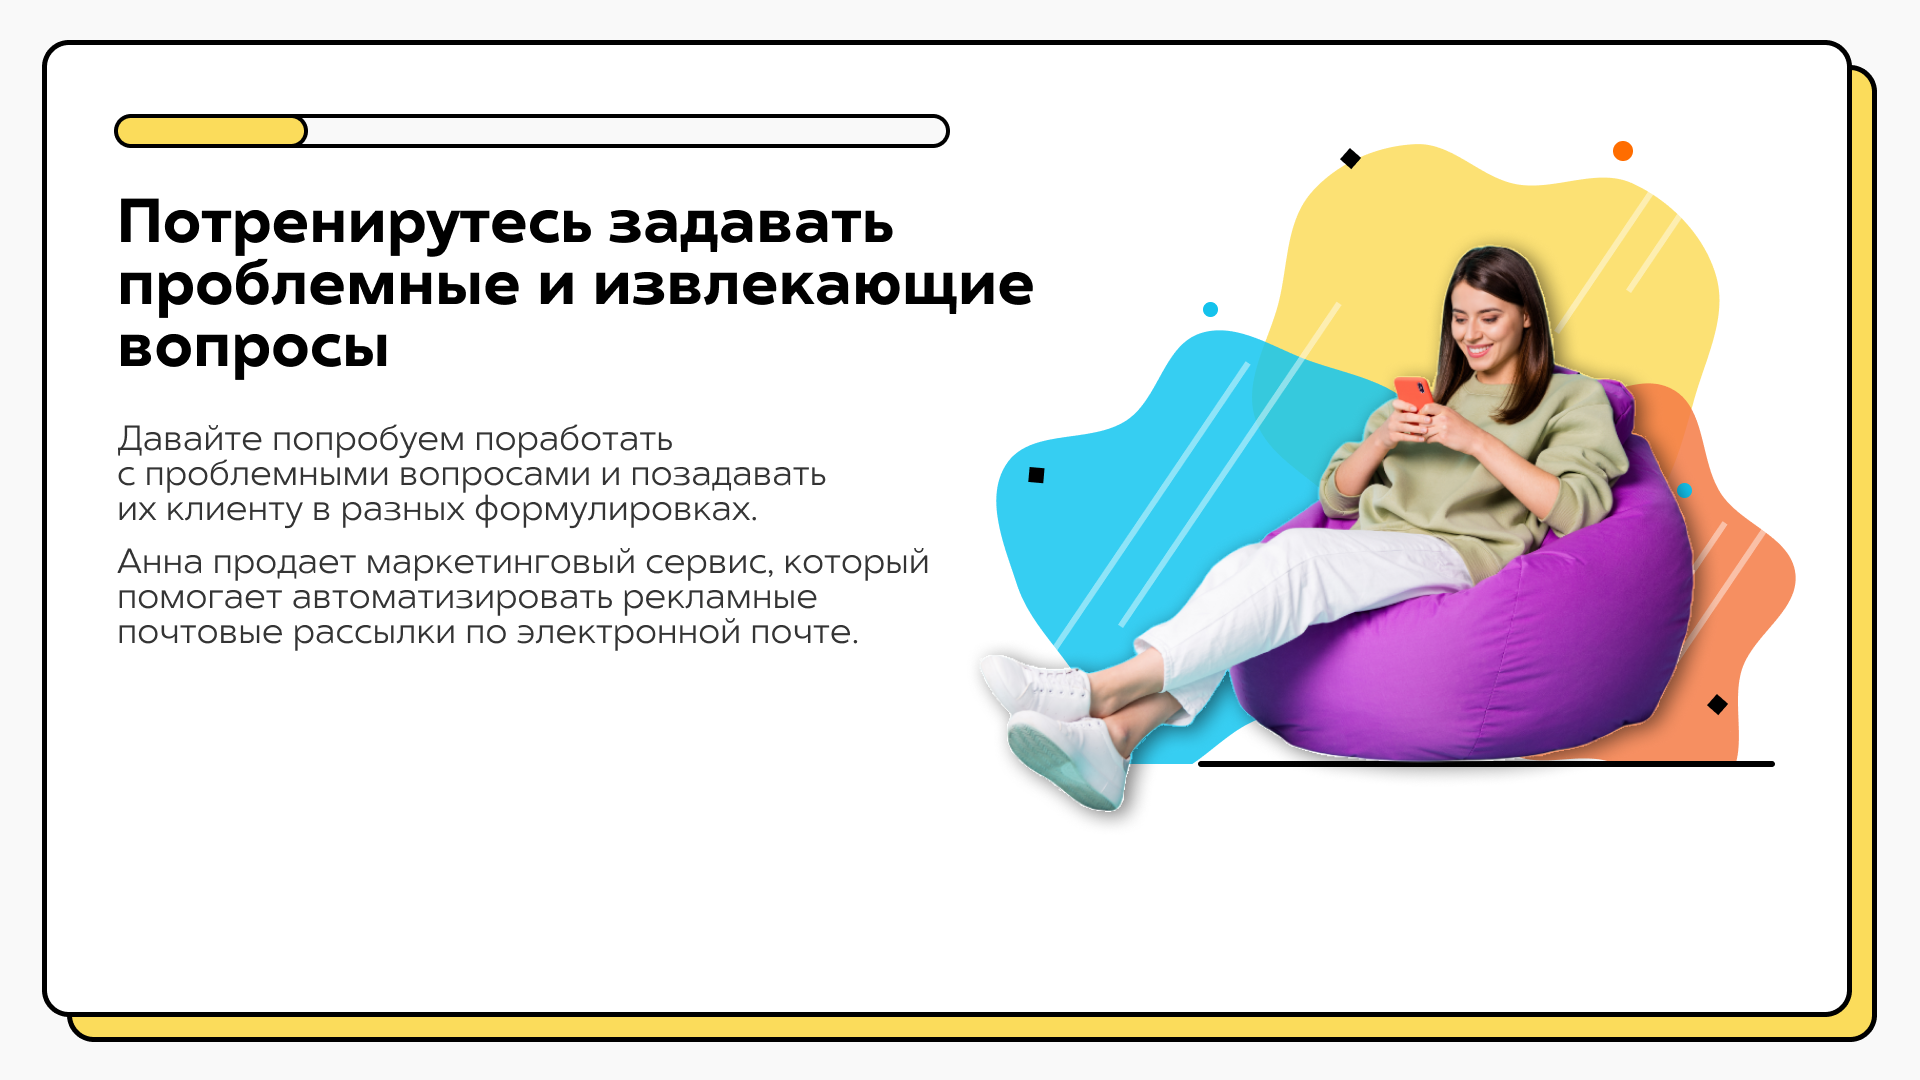 Потренирутесь задавать
проблемные и извлекающие
вопросы
Давайте попробуем поработать
с проблемными вопросами и позадавать
их клиенту в разных формулировках.
Анна продает маркетинговый сервис, который
помогает автоматизировать рекламные
почтовые рассылки по электронной почте.